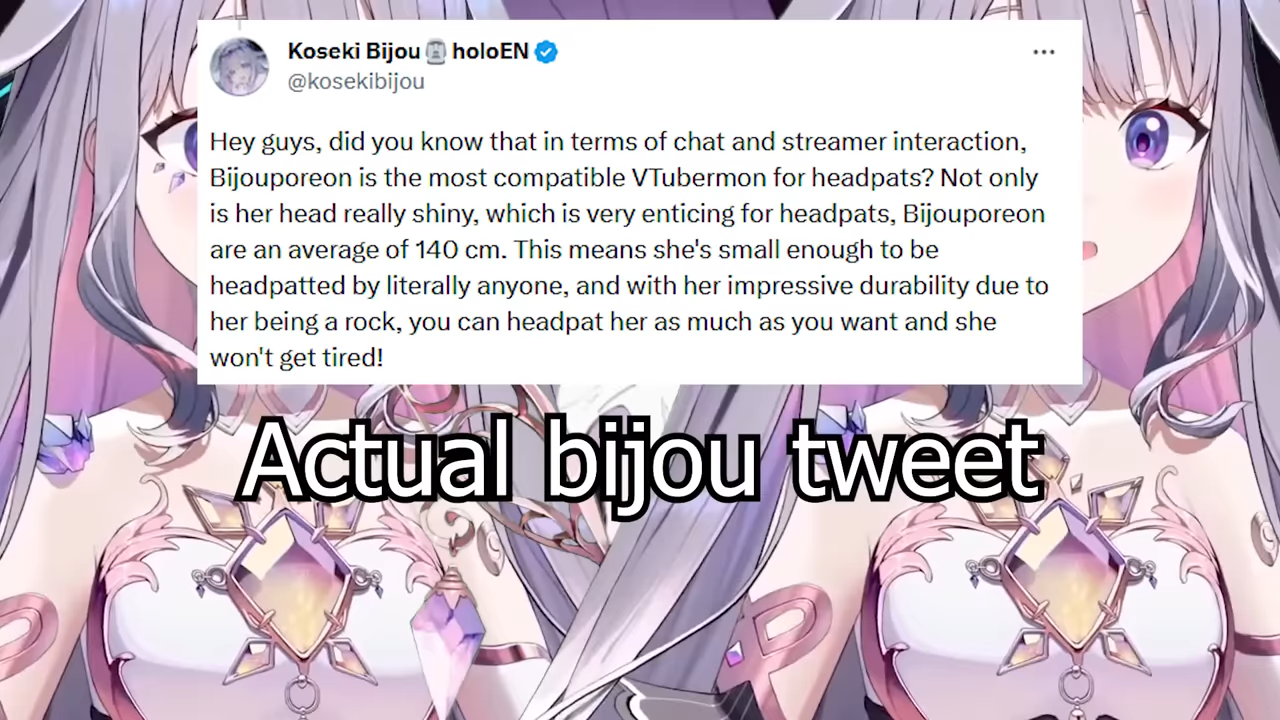 Koseki Bijou🗿holoEN
@kosekibijou
Hey guys, did you know that in terms of chat and streamer interaction,
Bijouporeon is the most compatible VTubermon for headpats? Not only
is her head really shiny, which is very enticing for headpats, Bijouporeon
are an average of 140 cm. This means she's small enough to be
headpatted by literally anyone, and with her impressive durability due to
her being a rock, you can headpat her as much as you want and she
won't get tired!
Actual bijou tweet